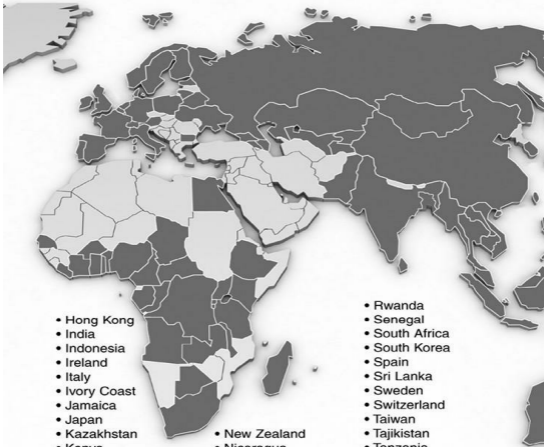 • Hong Kong
• India
• Indonesia
• Ireland
• Italy
• Ivory Coast
• Jamaica
• Japan
• Kazakhstan
• New Zealand
• Rwanda
• Senegal
• South Africa
• South Korea
• Spain
• Sri Lanka
• Sweden
• Switzerland
• Taiwan
• Tajikistan